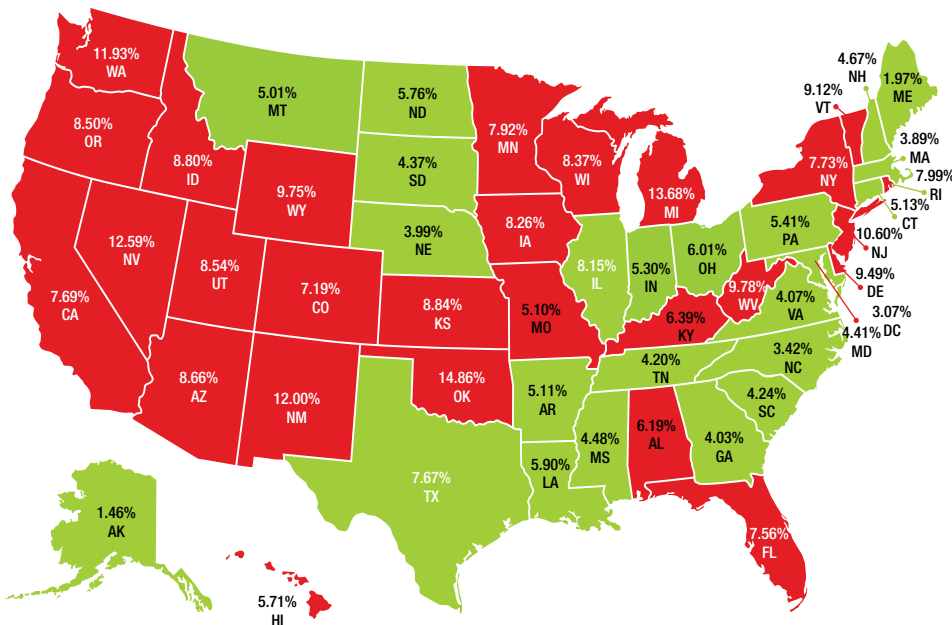 11.93%
WA
8.50%
OR
8.80%
ID
5.01%
MT
5.76%
ND
4.37%
SD
3.99%
NE
9.75%
WY
12.59%
NV
7.69%
CA
8.54%
UT
7.19%
CO
8.84%
KS
8.66%
AZ
12.00%
NM
14.86%
OK
7.67%
TX
7.92%
MN
8.26%
IA
5.10%
MO
5.11%
AR
5.90%
LA
8.37%
WI
8.15%
IL
13.68%
MI
5.30%
IN
6.01%
OH
6.39%
KY
4.20%
TN
4.48%
MS
6.19%
AL
4.03%
GA
7.56%
FL
4.24%
SC
3.42%
NC
4.07%
VA
9.78%
WV
5.41%
PA
7.73%
NY
9.12%
VT
4.67%
NH
1.97%
ME
3.89%
MA
7.99%
RI
5.13%
CT
10.60%
NJ
9.49%
DE
3.07%
DC
4.41%
MD
1.46%
AK
5.71%
HI